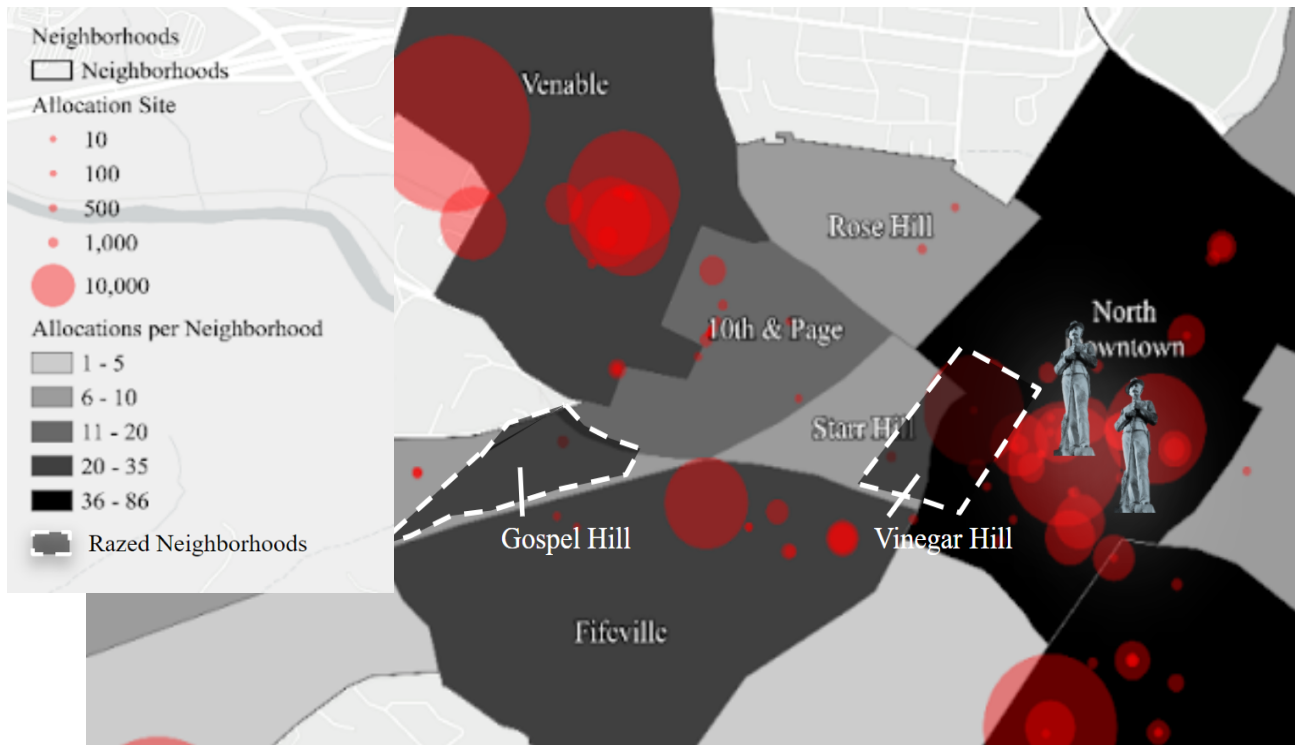 Neighborhoods
Neighborhoods
Allocation Site
10
100
500
1,000
10,000
Allocations per Neighborhood
1 - 5
6 - 10
11 - 20
20 - 35
36 - 86
Razed Neighborhoods
Venable
Rose Hill
10th & Page
North
Downtown
Starr Hill
Gospel Hill
Vinegar Hill
Fifeville